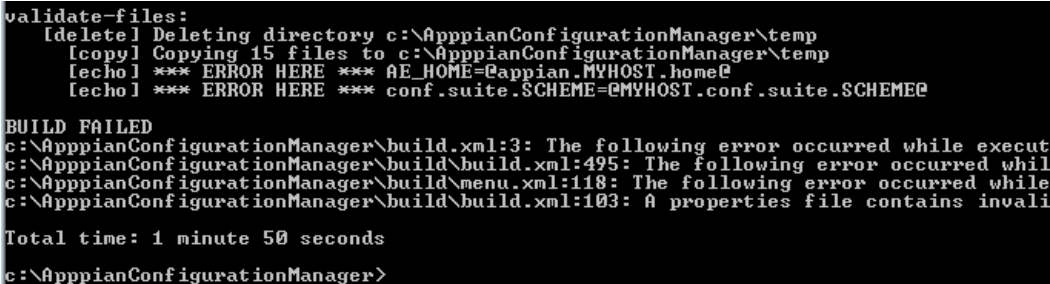 validate-files:
[delete] Deleting directory c:\ApppianConfigurationManager\temp
[copy] Copying 15 files to c:\ApppianConfigurationManager\temp
[echo] *** ERROR HERE *** AE_HOME=@appian.MYHOST.home@
[echo] *** ERROR HERE *** conf.suite.SCHEME=@MYHOST.conf.suite.SCHEME@
BUILD FAILED
c:\ApppianConfigurationManager\build.xml:3: The following error occurred while execut
c:\ApppianConfigurationManager\build\build.xml:495: The following error occurred whil
c:\ApppianConfigurationManager\build\menu.xml:118: The following error occurred while
c:\ApppianConfigurationManager\build\build.xml:103: A properties file contains invali
Total time: 1 minute 50 seconds
c:\ApppianConfigurationManager>